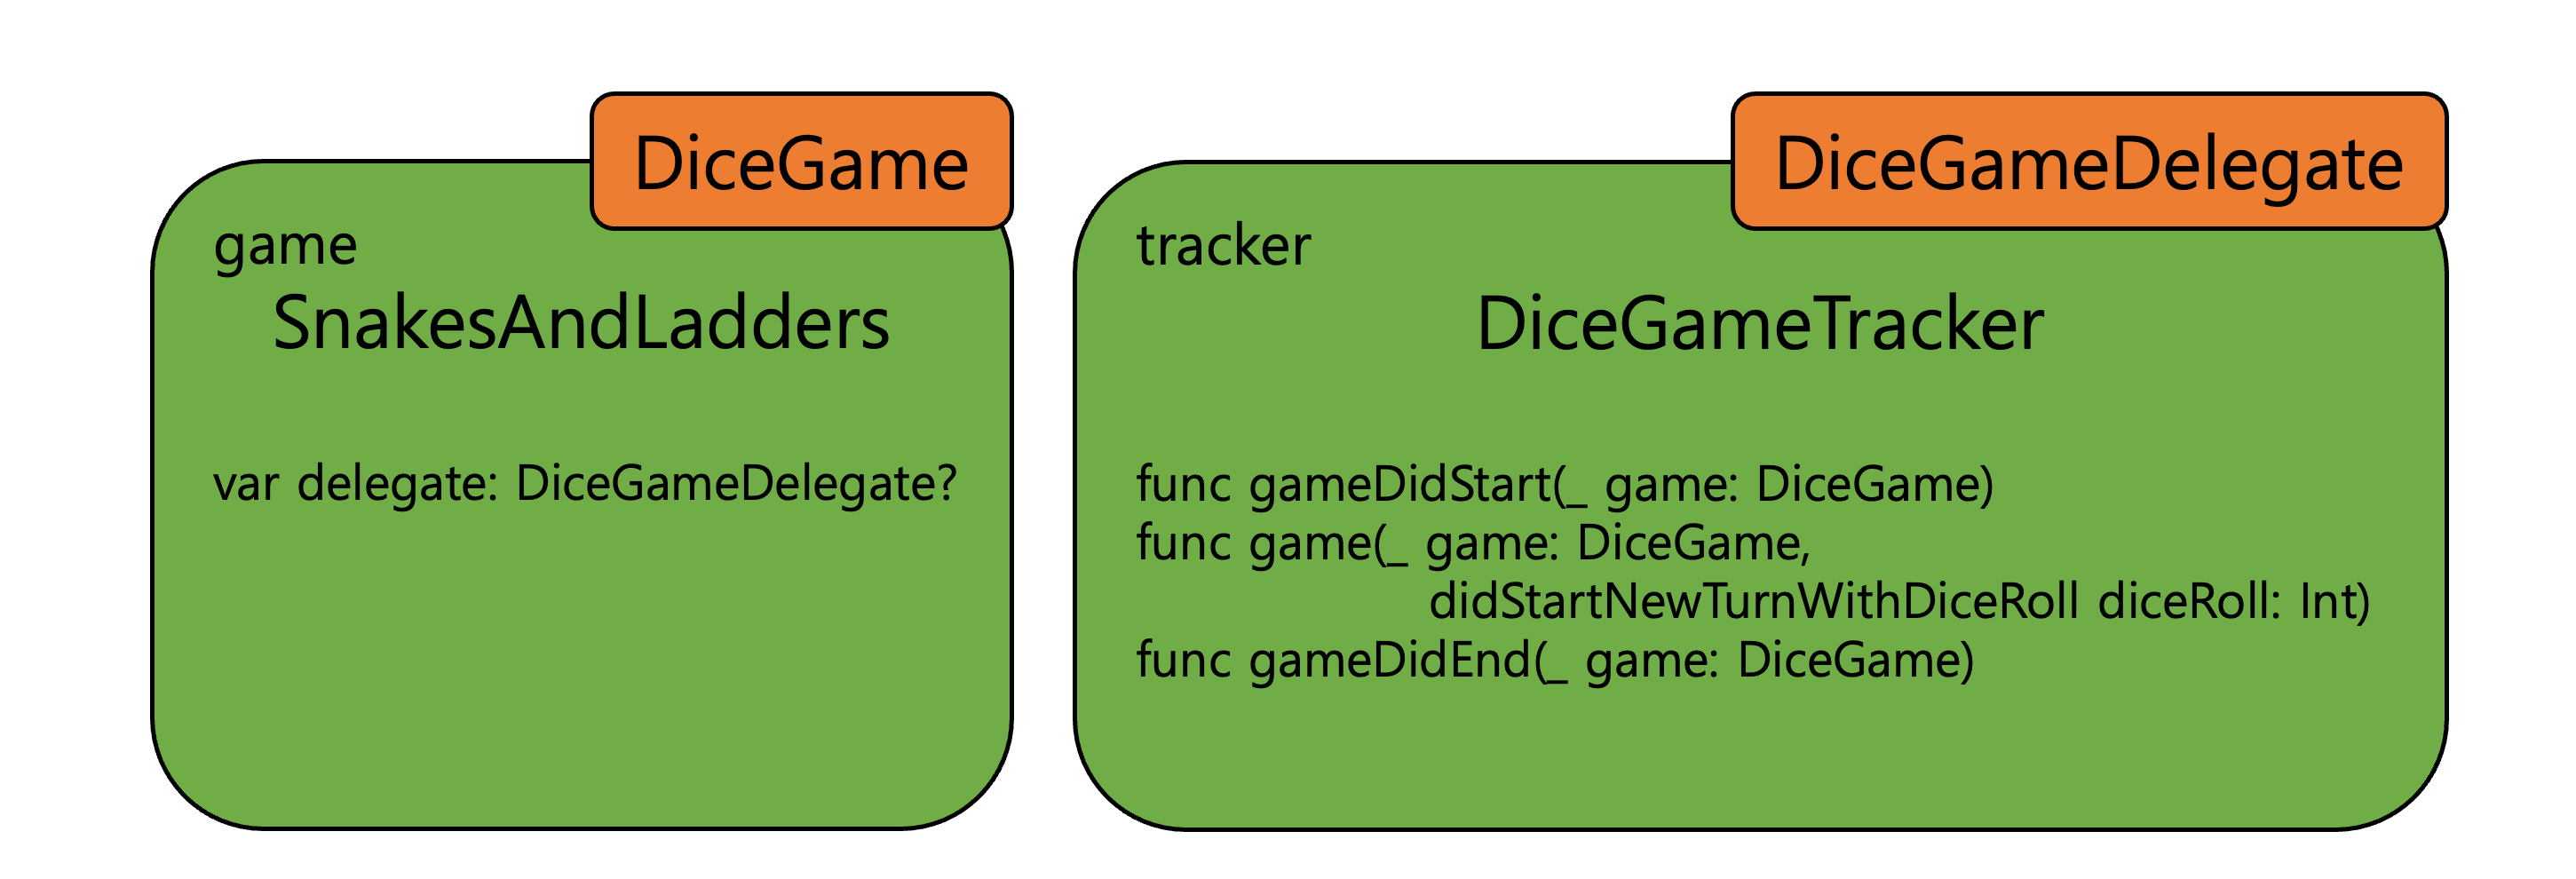 DiceGame
game
SnakesAndLadders
var delegate: DiceGameDelegate?
DiceGameDelegate
tracker
DiceGameTracker
func gameDidStart(_ game: DiceGame)
func game(_ game: DiceGame,
didStartNewTurnWithDiceRoll diceRoll: Int)
func gameDidEnd(_ game: DiceGame)